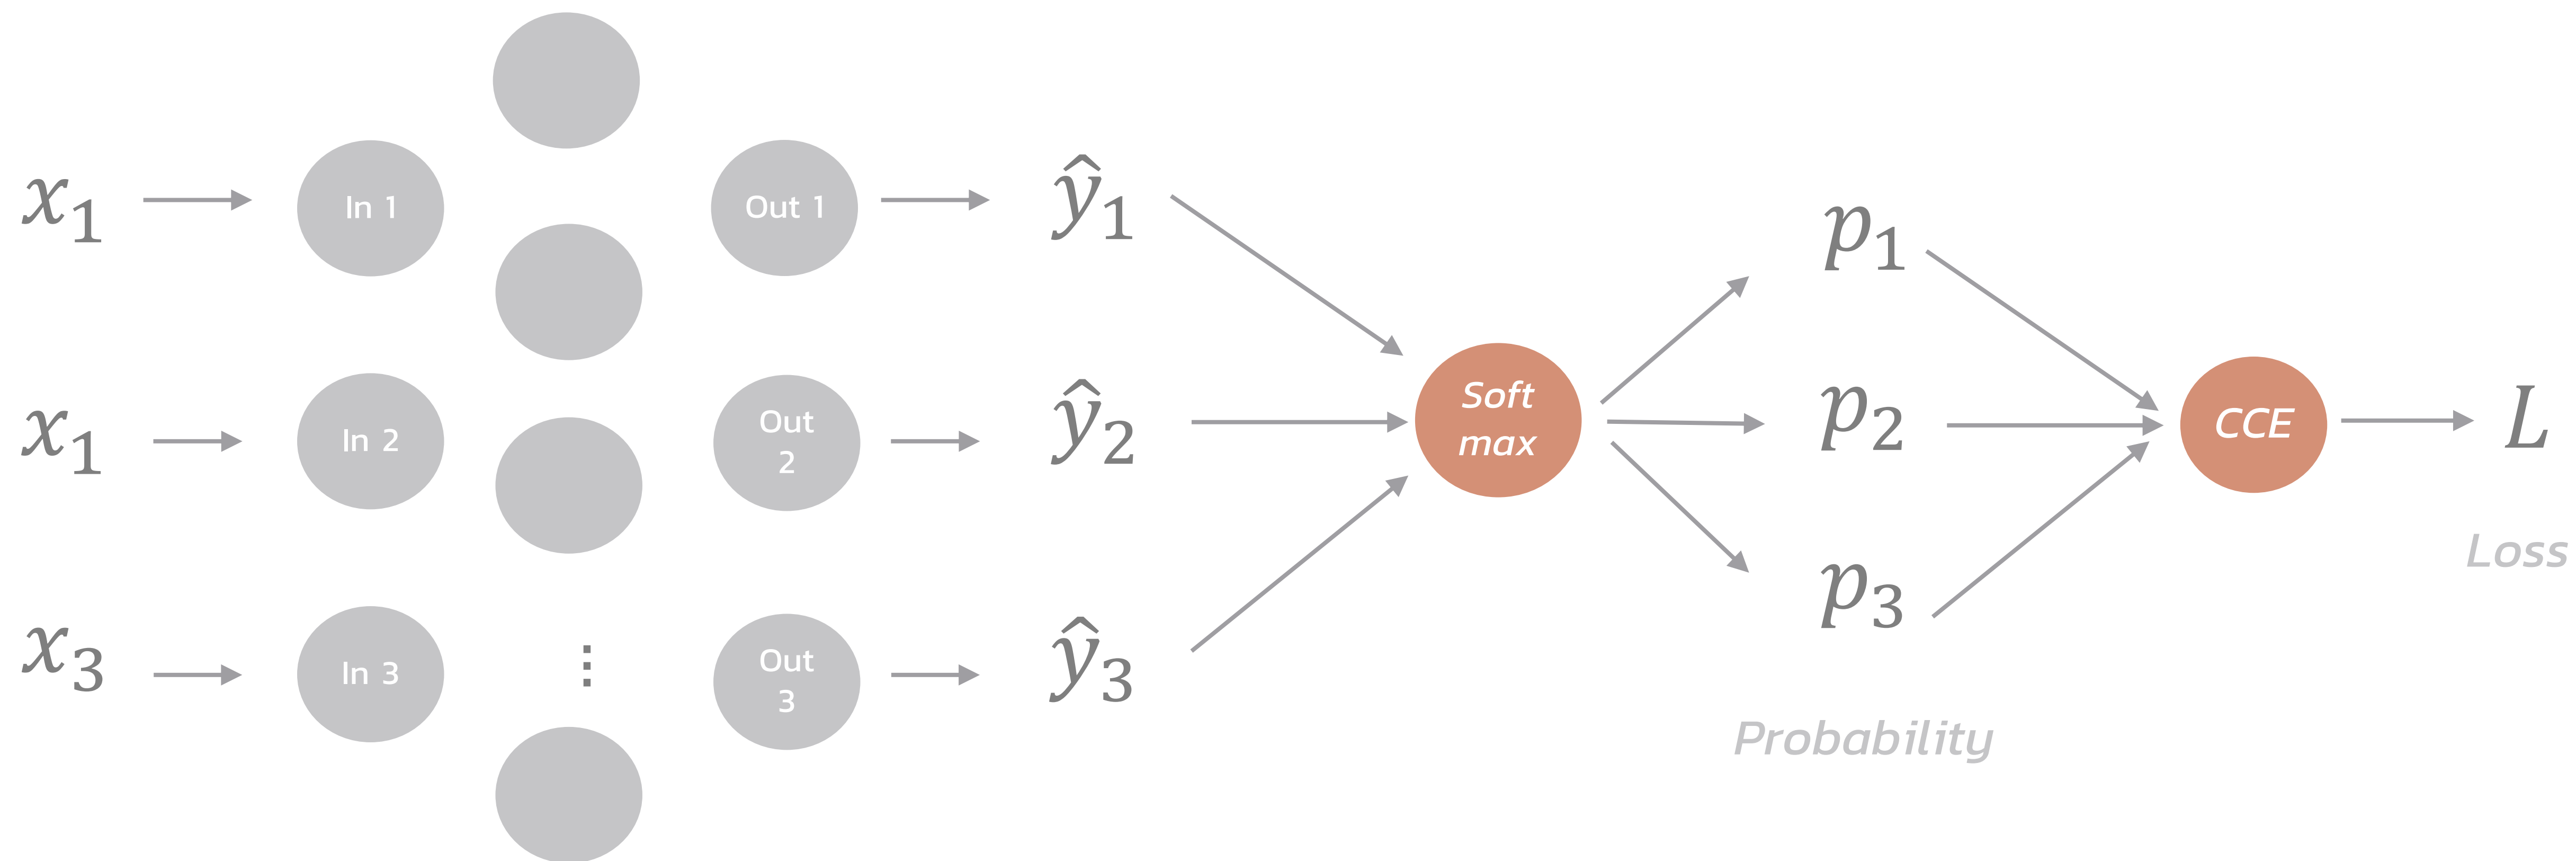 x₁
In 1
Out 1
ŷ₁
p₁
x₁
In 2
Out
2
ŷ₂
Soft
max
p₂
CCE
L
Loss
x₃
In 3
⋮
Out
3
ŷ₃
p₃
Probability